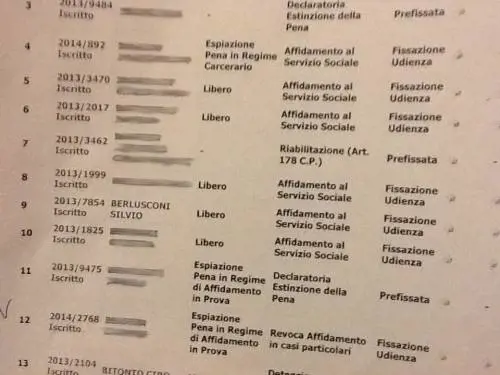 3 2013/9484 Declaratoria
Iscritto Estinzione della Prefissata
Pena
4 2014/892 Espiazione Affidamento al Fissazione
Iscritto Pena in Regime Servizio Sociale Udienza
Carcerario
5 2013/3470 Libero Affidamento al Fissazione
Iscritto Servizio Sociale Udienza
6 2013/2017 Libero Affidamento al Fissazione
Iscritto Servizio Sociale Udienza
7 2013/3462 Riabilitazione (Art. Prefissata
Iscritto 178 C.P.)
8 2013/1999 Libero Affidamento al Fissazione
Iscritto Servizio Sociale Udienza
9 2013/7854 BERLUSCONI Libero Affidamento al Fissazione
Iscritto SILVIO Servizio Sociale Udienza
10 2013/1825 Libero Affidamento al Fissazione
Iscritto Servizio Sociale Udienza
11 2013/9475 Espiazione Declaratoria
Iscritto Pena in Regime Estinzione della Prefissata
di Affidamento Pena
in Prova
12 2014/2768 Espiazione
Iscritto Pena in Regime Revoca Affidamento Fissazione
di Affidamento in casi particolari Udienza
in Prova
13 2013/2104
Iscritto BITONTO CIRO